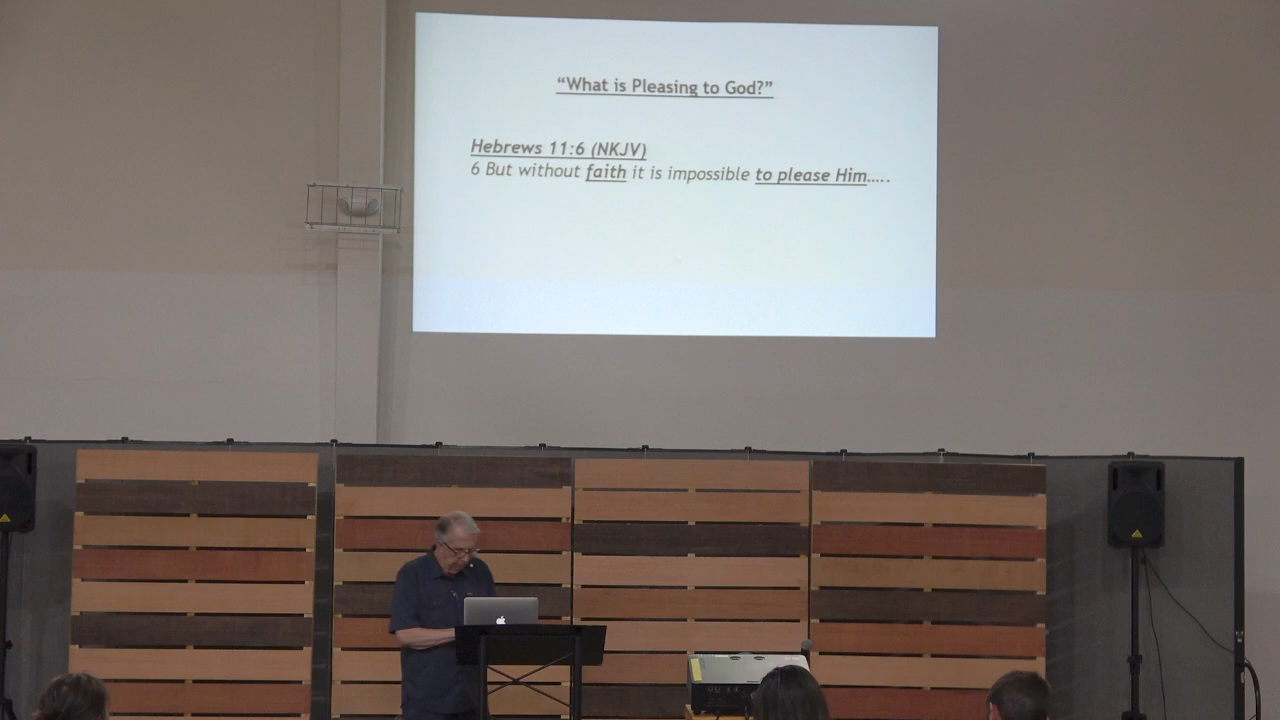 “What is Pleasing to God?”
Hebrews 11:6 (NKJV)
6 But without faith it is impossible to please Him…..